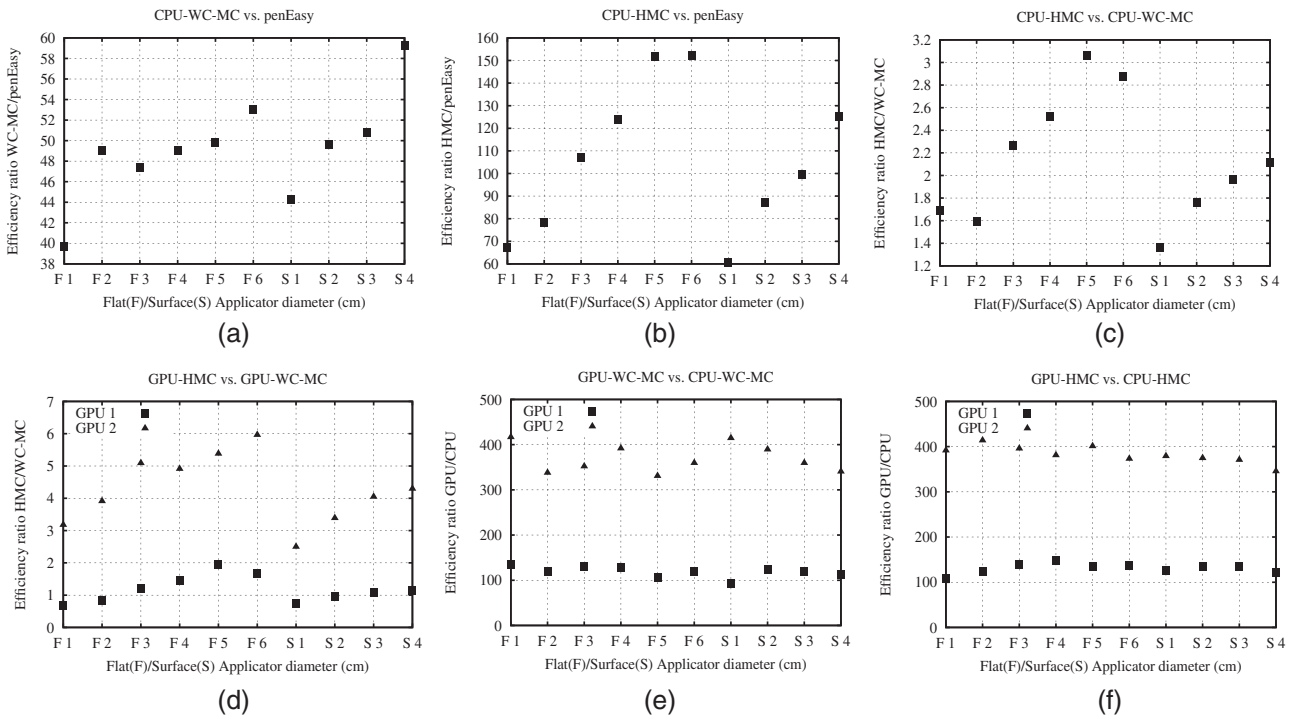 CPU-WC-MC vs. penEasy
Efficiency ratio WC-MC/penEasy
60
58
56
54
52
50
48
46
44
42
40
38
F 1 F 2 F 3 F 4 F 5 F 6 S 1 S 2 S 3 S 4
Flat(F)/Surface(S) Applicator diameter (cm)
(a)
CPU-HMC vs. penEasy
Efficiency ratio HMC/penEasy
160
150
140
130
120
110
100
90
80
70
60
F 1 F 2 F 3 F 4 F 5 F 6 S 1 S 2 S 3 S 4
Flat(F)/Surface(S) Applicator diameter (cm)
(b)
CPU-HMC vs. CPU-WC-MC
Efficiency ratio HMC/WC-MC
3.2
3
2.8
2.6
2.4
2.2
2
1.8
1.6
1.4
1.2
F 1 F 2 F 3 F 4 F 5 F 6 S 1 S 2 S 3 S 4
Flat(F)/Surface(S) Applicator diameter (cm)
(c)
GPU-HMC vs. GPU-WC-MC
Efficiency ratio HMC/WC-MC
GPU 1
GPU 2
7
6
5
4
3
2
1
0
F 1 F 2 F 3 F 4 F 5 F 6 S 1 S 2 S 3 S 4
Flat(F)/Surface(S) Applicator diameter (cm)
(d)
GPU-WC-MC vs. CPU-WC-MC
Efficiency ratio GPU/CPU
GPU 1
GPU 2
500
400
300
200
100
0
F 1 F 2 F 3 F 4 F 5 F 6 S 1 S 2 S 3 S 4
Flat(F)/Surface(S) Applicator diameter (cm)
(e)
GPU-HMC vs. CPU-HMC
Efficiency ratio GPU/CPU
GPU 1
GPU 2
500
400
300
200
100
0
F 1 F 2 F 3 F 4 F 5 F 6 S 1 S 2 S 3 S 4
Flat(F)/Surface(S) Applicator diameter (cm)
(f)